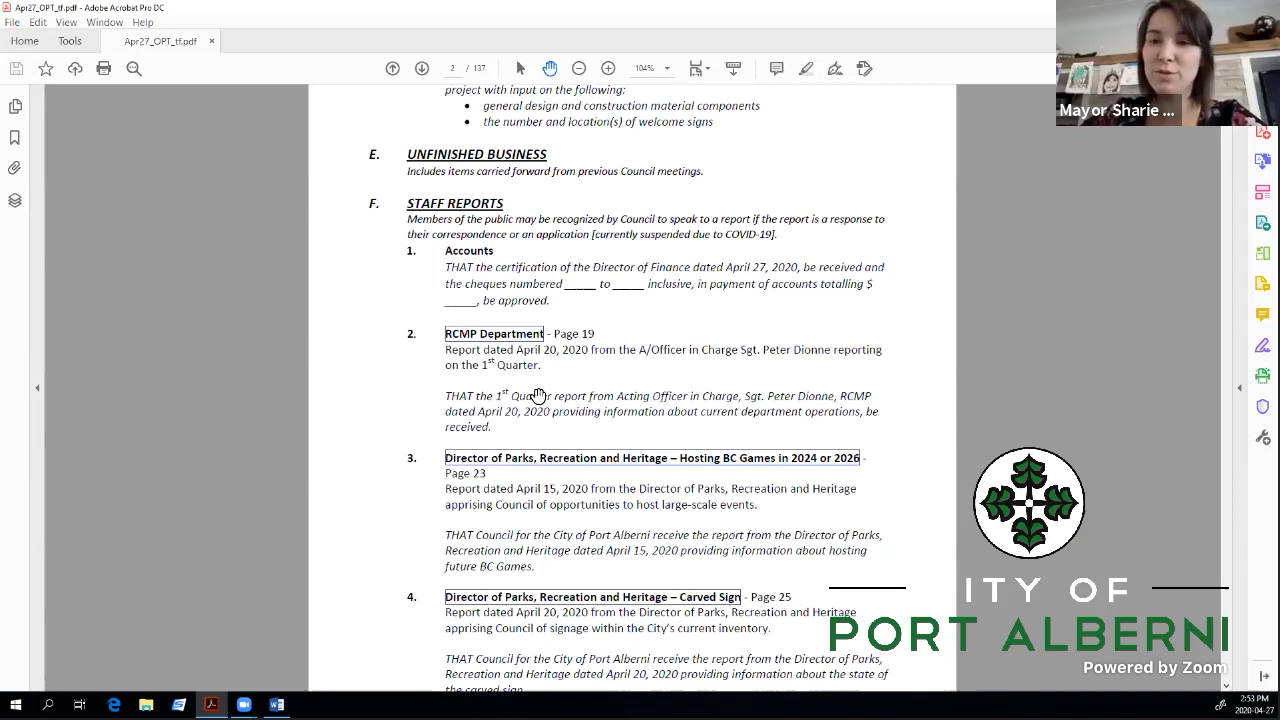 Apr27_OPT_tf.pdf - Adobe Acrobat Pro DC
File Edit View Window Help
Home Tools Apr27_OPT_tf.pdf ×
2 / 137 104%
Mayor Sharie ...
project with input on the following:
• general design and construction material components
• the number and location(s) of welcome signs
E. UNFINISHED BUSINESS
Includes items carried forward from previous Council meetings.
F. STAFF REPORTS
Members of the public may be recognized by Council to speak to a report if the report is a response to
their correspondence or an application [currently suspended due to COVID-19].
1. Accounts
THAT the certification of the Director of Finance dated April 27, 2020, be received and
the cheques numbered _____ to _____ inclusive, in payment of accounts totalling $
_____, be approved.
2. RCMP Department - Page 19
Report dated April 20, 2020 from the A/Officer in Charge Sgt. Peter Dionne reporting
on the 1st Quarter.
THAT the 1st Quarter report from Acting Officer in Charge, Sgt. Peter Dionne, RCMP
dated April 20, 2020 providing information about current department operations, be
received.
3. Director of Parks, Recreation and Heritage – Hosting BC Games in 2024 or 2026 -
Page 23
Report dated April 15, 2020 from the Director of Parks, Recreation and Heritage
apprising Council of opportunities to host large-scale events.
THAT Council for the City of Port Alberni receive the report from the Director of Parks,
Recreation and Heritage dated April 15, 2020 providing information about hosting
future BC Games.
4. Director of Parks, Recreation and Heritage – Carved Sign - Page 25
Report dated April 20, 2020 from the Director of Parks, Recreation and Heritage
apprising Council of signage within the City's current inventory.
THAT Council for the City of Port Alberni receive the report from the Director of Parks,
Recreation and Heritage dated April 20, 2020 providing information about the state of
the carved sign
ITY OF
PORT ALBERNI
Powered by Zoom
2:53 PM
2020-04-27